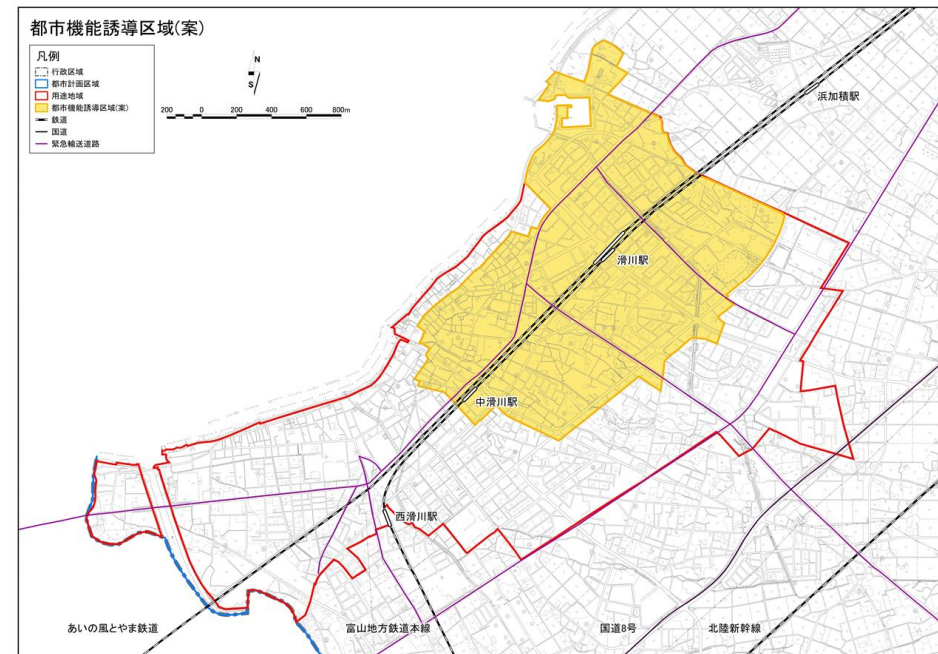 都市機能誘導区域(案)
凡例
行政区域
都市計画区域
用途地域
都市機能誘導区域(案)
鉄道
国道
緊急輸送道路
N
S
200 0 200 400 600 800m
浜加積駅
滑川駅
中滑川駅
西滑川駅
あいの風とやま鉄道
富山地方鉄道本線
国道8号
北陸新幹線